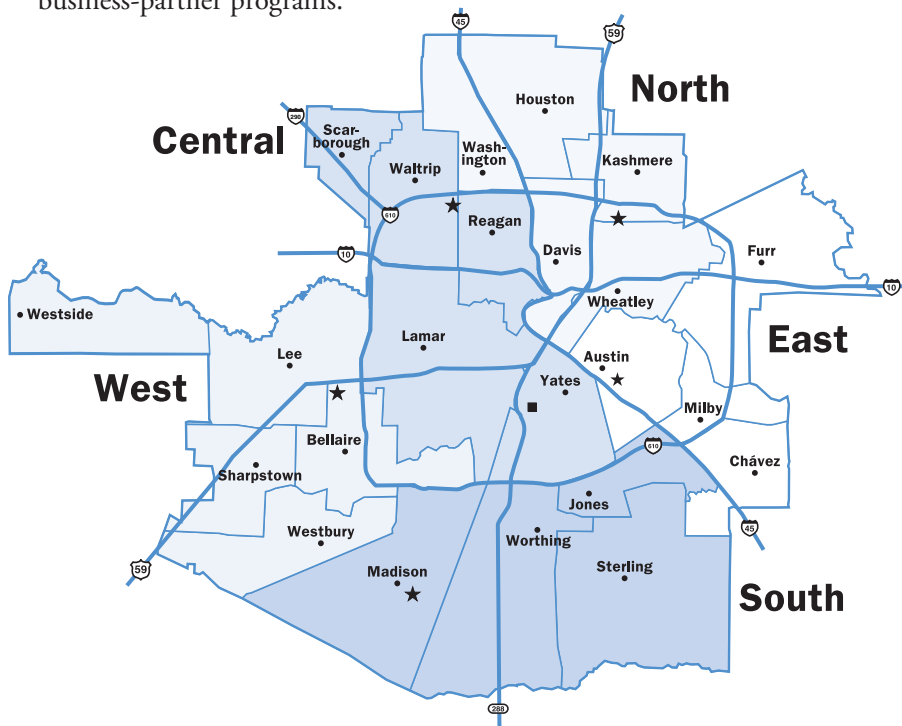 business-partner programs.
45
59
North
Houston
290
Central
Scar-
borough
Wash-
ington
Kashmere
Waltrip
610
Reagan
10
Davis
Furr
10
Wheatley
Westside
Lamar
East
Lee
Austin
West
Yates
Milby
Bellaire
610
Chávez
Sharpstown
Jones
45
Westbury
Worthing
59
Madison
Sterling
South
288